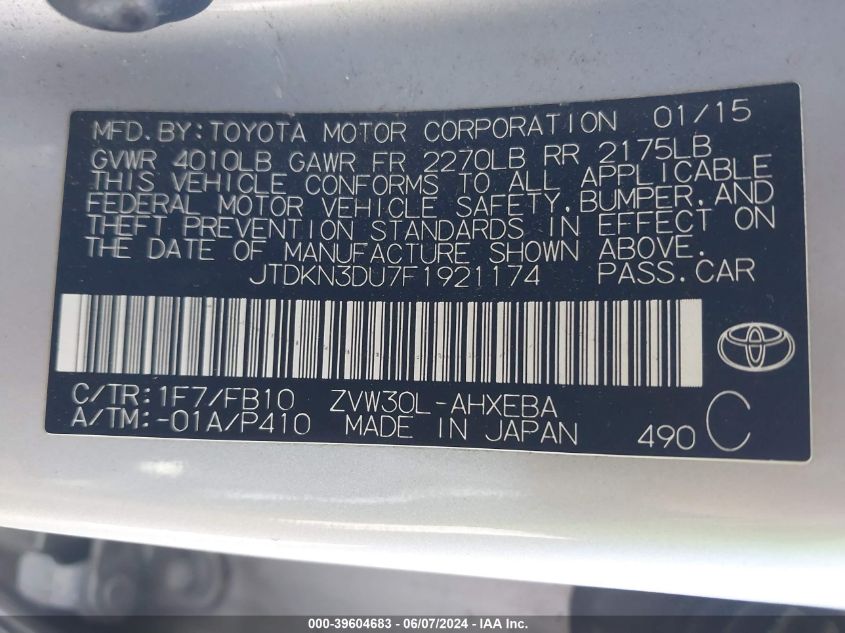 MFD. BY: TOYOTA MOTOR CORPORATION 01/15
GVWR 4010LB GAWR FR 2270LB RR 2175LB
THIS VEHICLE CONFORMS TO ALL APPLICABLE
FEDERAL MOTOR VEHICLE SAFETY, BUMPER, AND
THEFT PREVENTION STANDARDS IN EFFECT ON
THE DATE OF MANUFACTURE SHOWN ABOVE.
JTDKN3DU7F1921174 PASS.CAR
C/TR: 1F7/FB10 ZVW30L-AHXEBA
A/TM: -01A/P410 MADE IN JAPAN 490 C
000-39604683 - 06/07/2024 - IAA Inc.